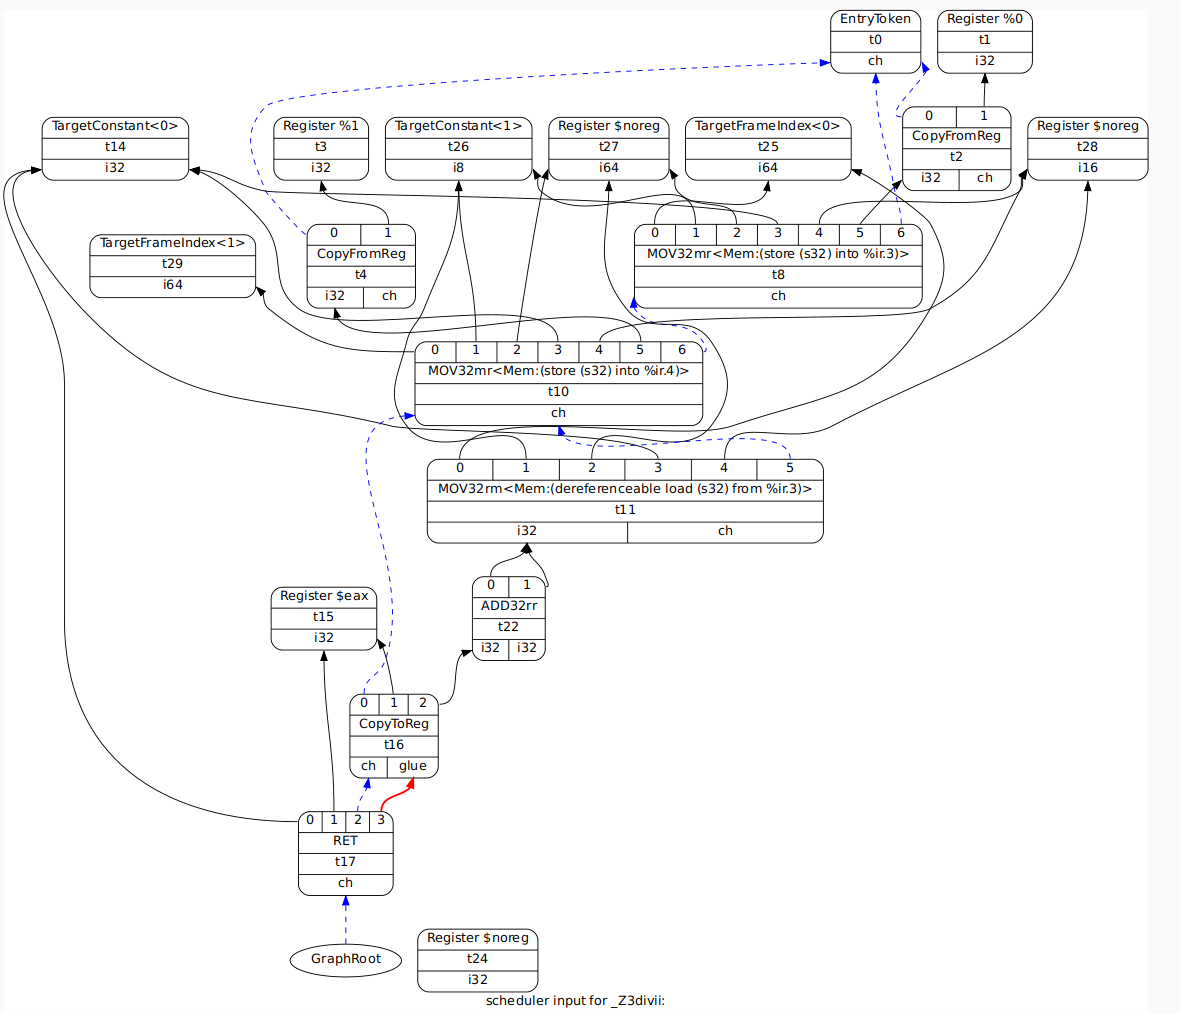 EntryToken
t0
ch
Register %0
t1
i32
TargetConstant<0>
t14
i32
Register %1
t3
i32
TargetConstant<1>
t26
i8
Register $noreg
t27
i64
TargetFrameIndex<0>
t25
i64
0 1
CopyFromReg
t2
i32 ch
Register $noreg
t28
i16
TargetFrameIndex<1>
t29
i64
0 1
CopyFromReg
t4
i32 ch
0 1 2 3 4 5 6
MOV32mr<Mem:(store (s32) into %ir.3)>
t8
ch
0 1 2 3 4 5 6
MOV32mr<Mem:(store (s32) into %ir.4)>
t10
ch
0 1 2 3 4 5
MOV32rm<Mem:(dereferenceable load (s32) from %ir.3)>
t11
i32 ch
Register $eax
t15
i32
0 1
ADD32rr
t22
i32 i32
0 1 2
CopyToReg
t16
ch glue
0 1 2 3
RET
t17
ch
GraphRoot
Register $noreg
t24
i32
scheduler input for _Z3divii: